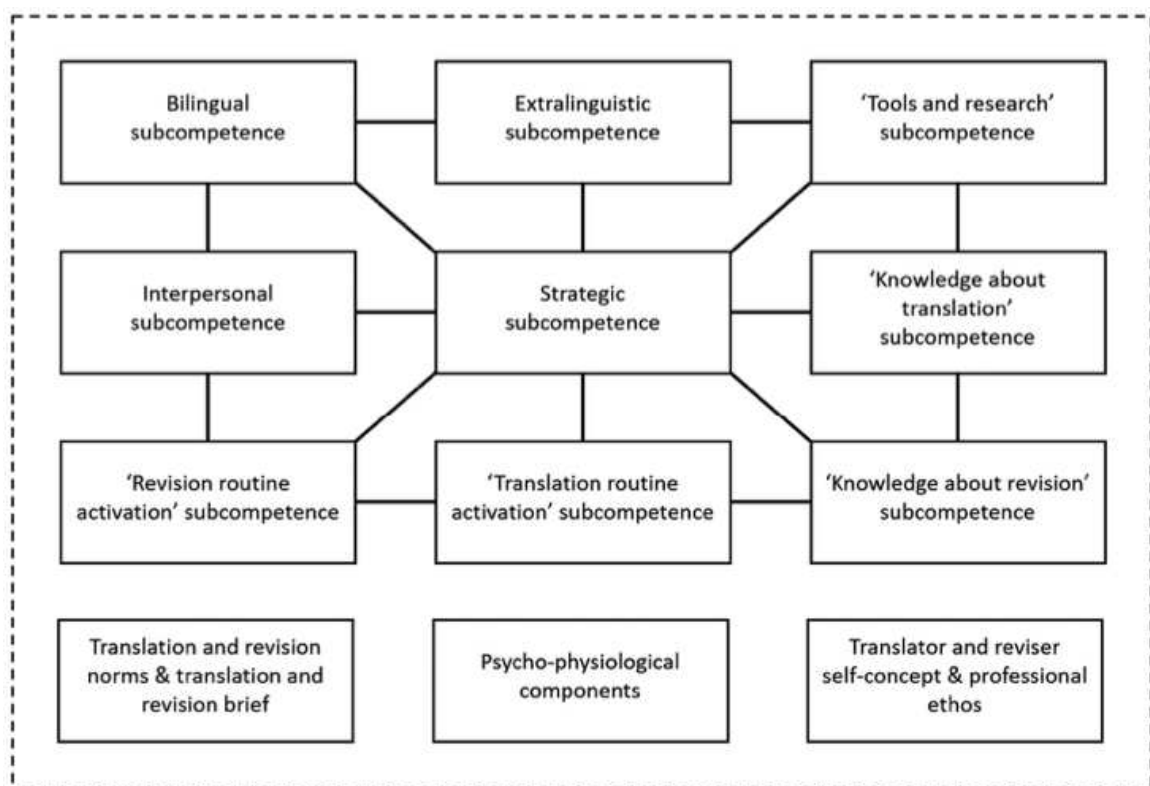 Bilingual
subcompetence
Extralinguistic
subcompetence
‘Tools and research’
subcompetence
Interpersonal
subcompetence
Strategic
subcompetence
‘Knowledge about
translation’
subcompetence
‘Revision routine
activation’ subcompetence
‘Translation routine
activation’ subcompetence
‘Knowledge about revision’
subcompetence
Translation and revision
norms & translation and
revision brief
Psycho-physiological
components
Translator and reviser
self-concept & professional
ethos